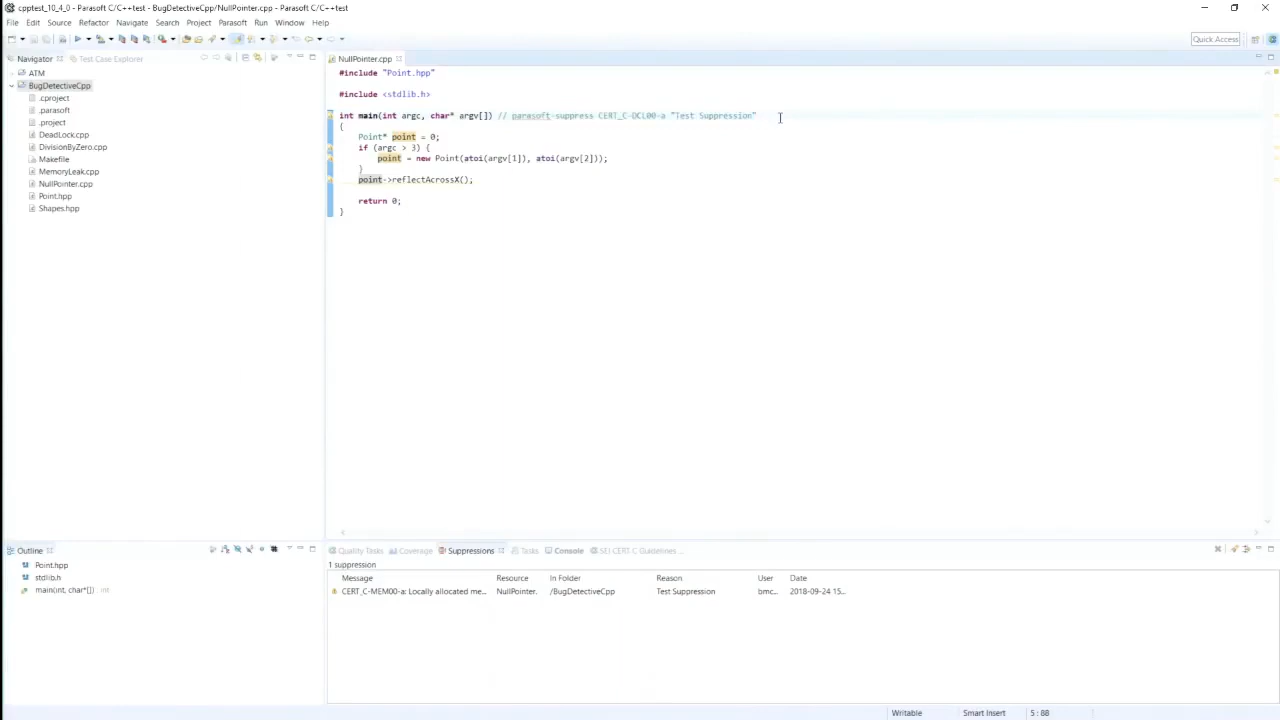 cpptest_10_4_0 - Parasoft C/C++test - BugDetectiveCpp/NullPointer.cpp - Parasoft C/C++test
File Edit Source Refactor Navigate Search Project Parasoft Run Window Help
Quick Access
Navigator Test Case Explorer
ATM
BugDetectiveCpp
.cproject
.parasoft
.project
DeadLock.cpp
DivisionByZero.cpp
Makefile
MemoryLeak.cpp
NullPointer.cpp
Point.hpp
Shapes.hpp
NullPointer.cpp
#include "Point.hpp"
#include <stdlib.h>
int main(int argc, char* argv[]) // parasoft-suppress CERT_C-DCL00-a "Test Suppression"
{
Point* point = 0;
if (argc > 3) {
point = new Point(atoi(argv[1]), atoi(argv[2]));
}
point->reflectAcrossX();
return 0;
}
Outline
Point.hpp
stdlib.h
main(int, char*[]) : int
Quality Tasks Coverage Suppressions Tasks Console SEI CERT C Guidelines ...
1 suppression
Message Resource In Folder Reason User Date
CERT_C-MEM00-a: Locally allocated me... NullPointer. /BugDetectiveCpp Test Suppression bmc... 2018-09-24 15...
Writable Smart Insert 5 : 88